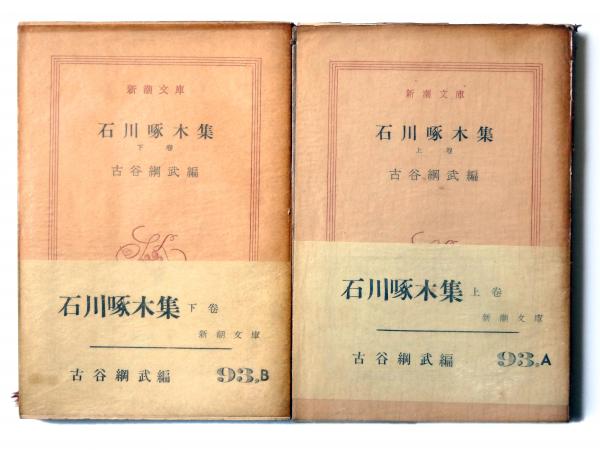 新潮文庫
石川啄木集
下巻
古谷綱武編
石川啄木集 下巻
新潮文庫
古谷綱武編 93.B
新潮文庫
石川啄木集
上巻
古谷綱武編
石川啄木集 上巻
新潮文庫
古谷綱武編 93.A